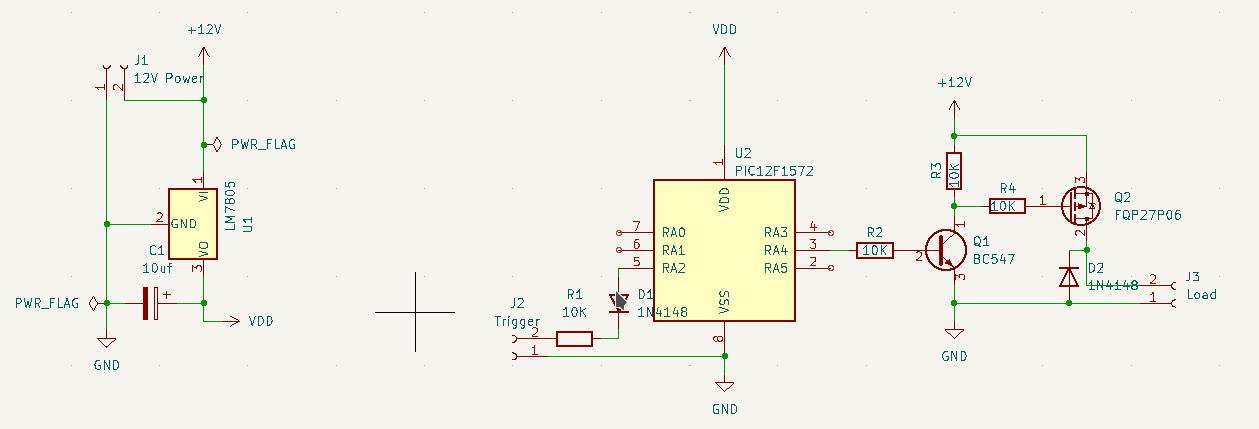 +12V
J1
12V Power
1
2
PWR_FLAG
1
VI
LM7805
U1
2
GND
VO
3
C1
10uf
PWR_FLAG
+
VDD
GND
VDD
1
U2
PIC12F1572
VDD
7
RA0
RA3
4
6
RA1
RA4
3
5
RA2
RA5
2
VSS
8
GND
J2
Trigger
2
1
R1
10K
D1
1N4148
R2
10K
+12V
R3
10K
R4
10K
1
2
Q1
BC547
1
3
3
Q2
FQP27P06
2
D2
1N4148
2
1
J3
Load
GND